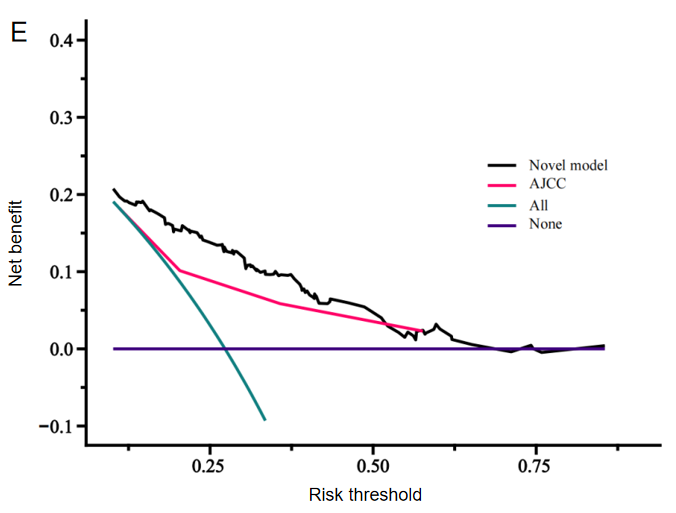 E
0.4
0.3
0.2
0.1
0.0
−0.1
Net benefit
Novel model
AJCC
All
None
0.25 0.50 0.75
Risk threshold